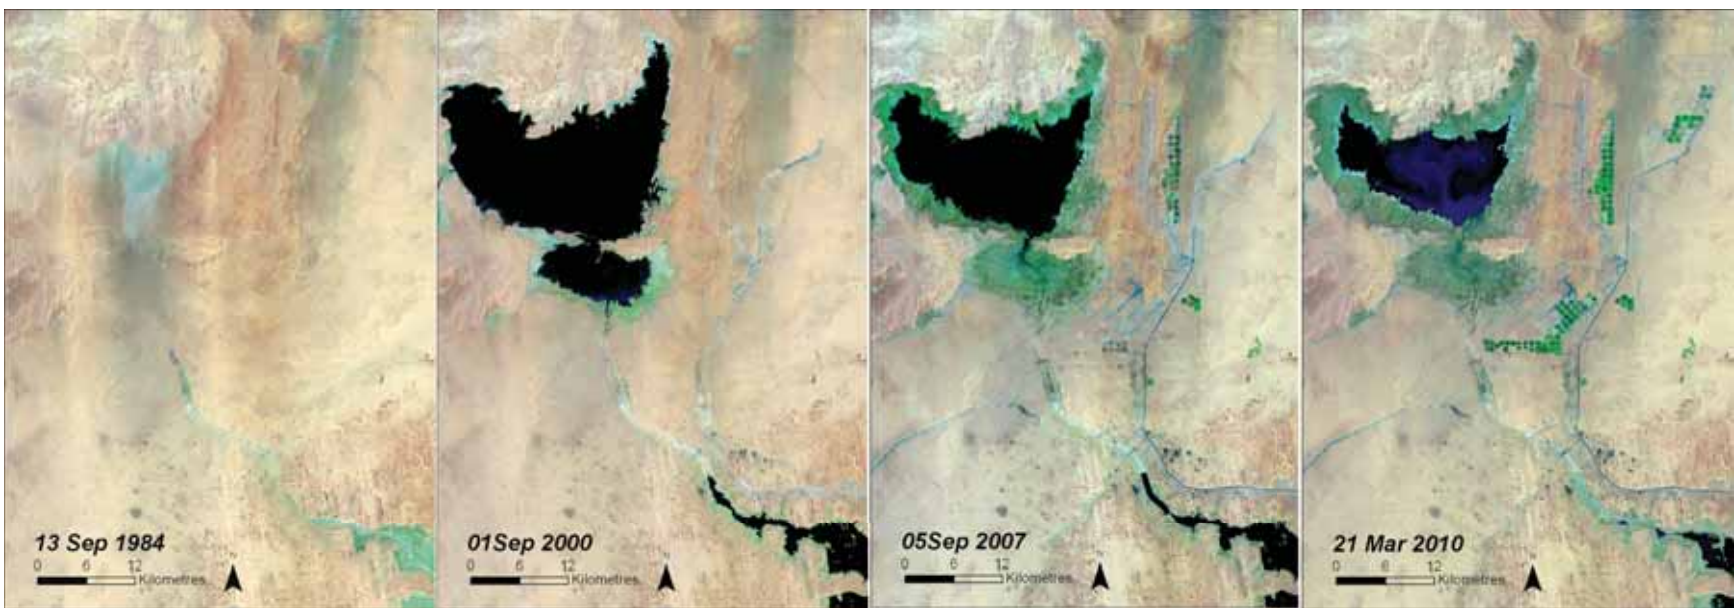 13 Sep 1984
0 6 12
Kilometres
N
01Sep 2000
0 6 12
Kilometres
N
05Sep 2007
0 6 12
Kilometres
N
21 Mar 2010
0 6 12
Kilometres
N